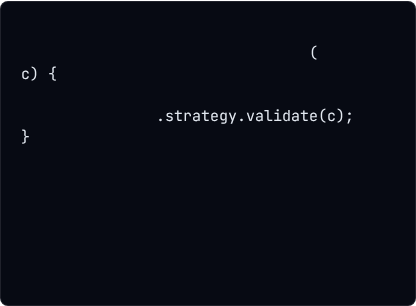 (
c) {
.strategy.validate(c);
}